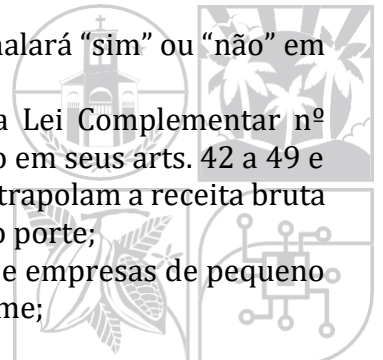 nalará “sim” ou “não” em
a Lei Complementar nº
o em seus arts. 42 a 49 e
trapolam a receita bruta
o porte;
e empresas de pequeno
me;